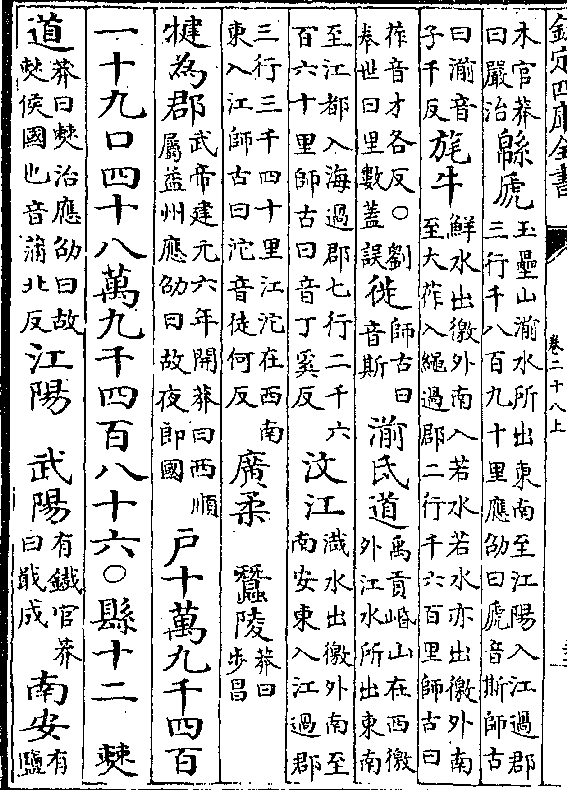 欽定四庫全書
卷二十八上
木官莽曰嚴治緜虒玉壘山湔水所出東南至江陽入江過郡三行千八百九十里應劭曰虒音斯師古
曰湔音子千反旄牛鮮水出徼外南入若水若水亦出徼外南至大莋入繩過郡二行千六百里師古曰
莋音才各反○劉奉世曰里數蓋誤徙師古曰音斯湔氐道禹貢崏山在西徼外江水所出東南
至江都入海過郡七行二千六百六十里師古曰音丁奚反汶江渽水出徼外南至南安東入江過郡
三行三千四十里江沱在西南東入江師古曰沱音徒何反廣柔 蠶陵莽曰步昌
犍為郡武帝建元六年開莽曰西順屬益州應劭曰故夜郎國戶十萬九千四百
一十九口四十八萬九千四百八十六○縣十二 僰
道莽曰僰治應劭曰故僰侯國也音蒲北反江陽 武陽有鐵官莽曰戢成南安有鹽